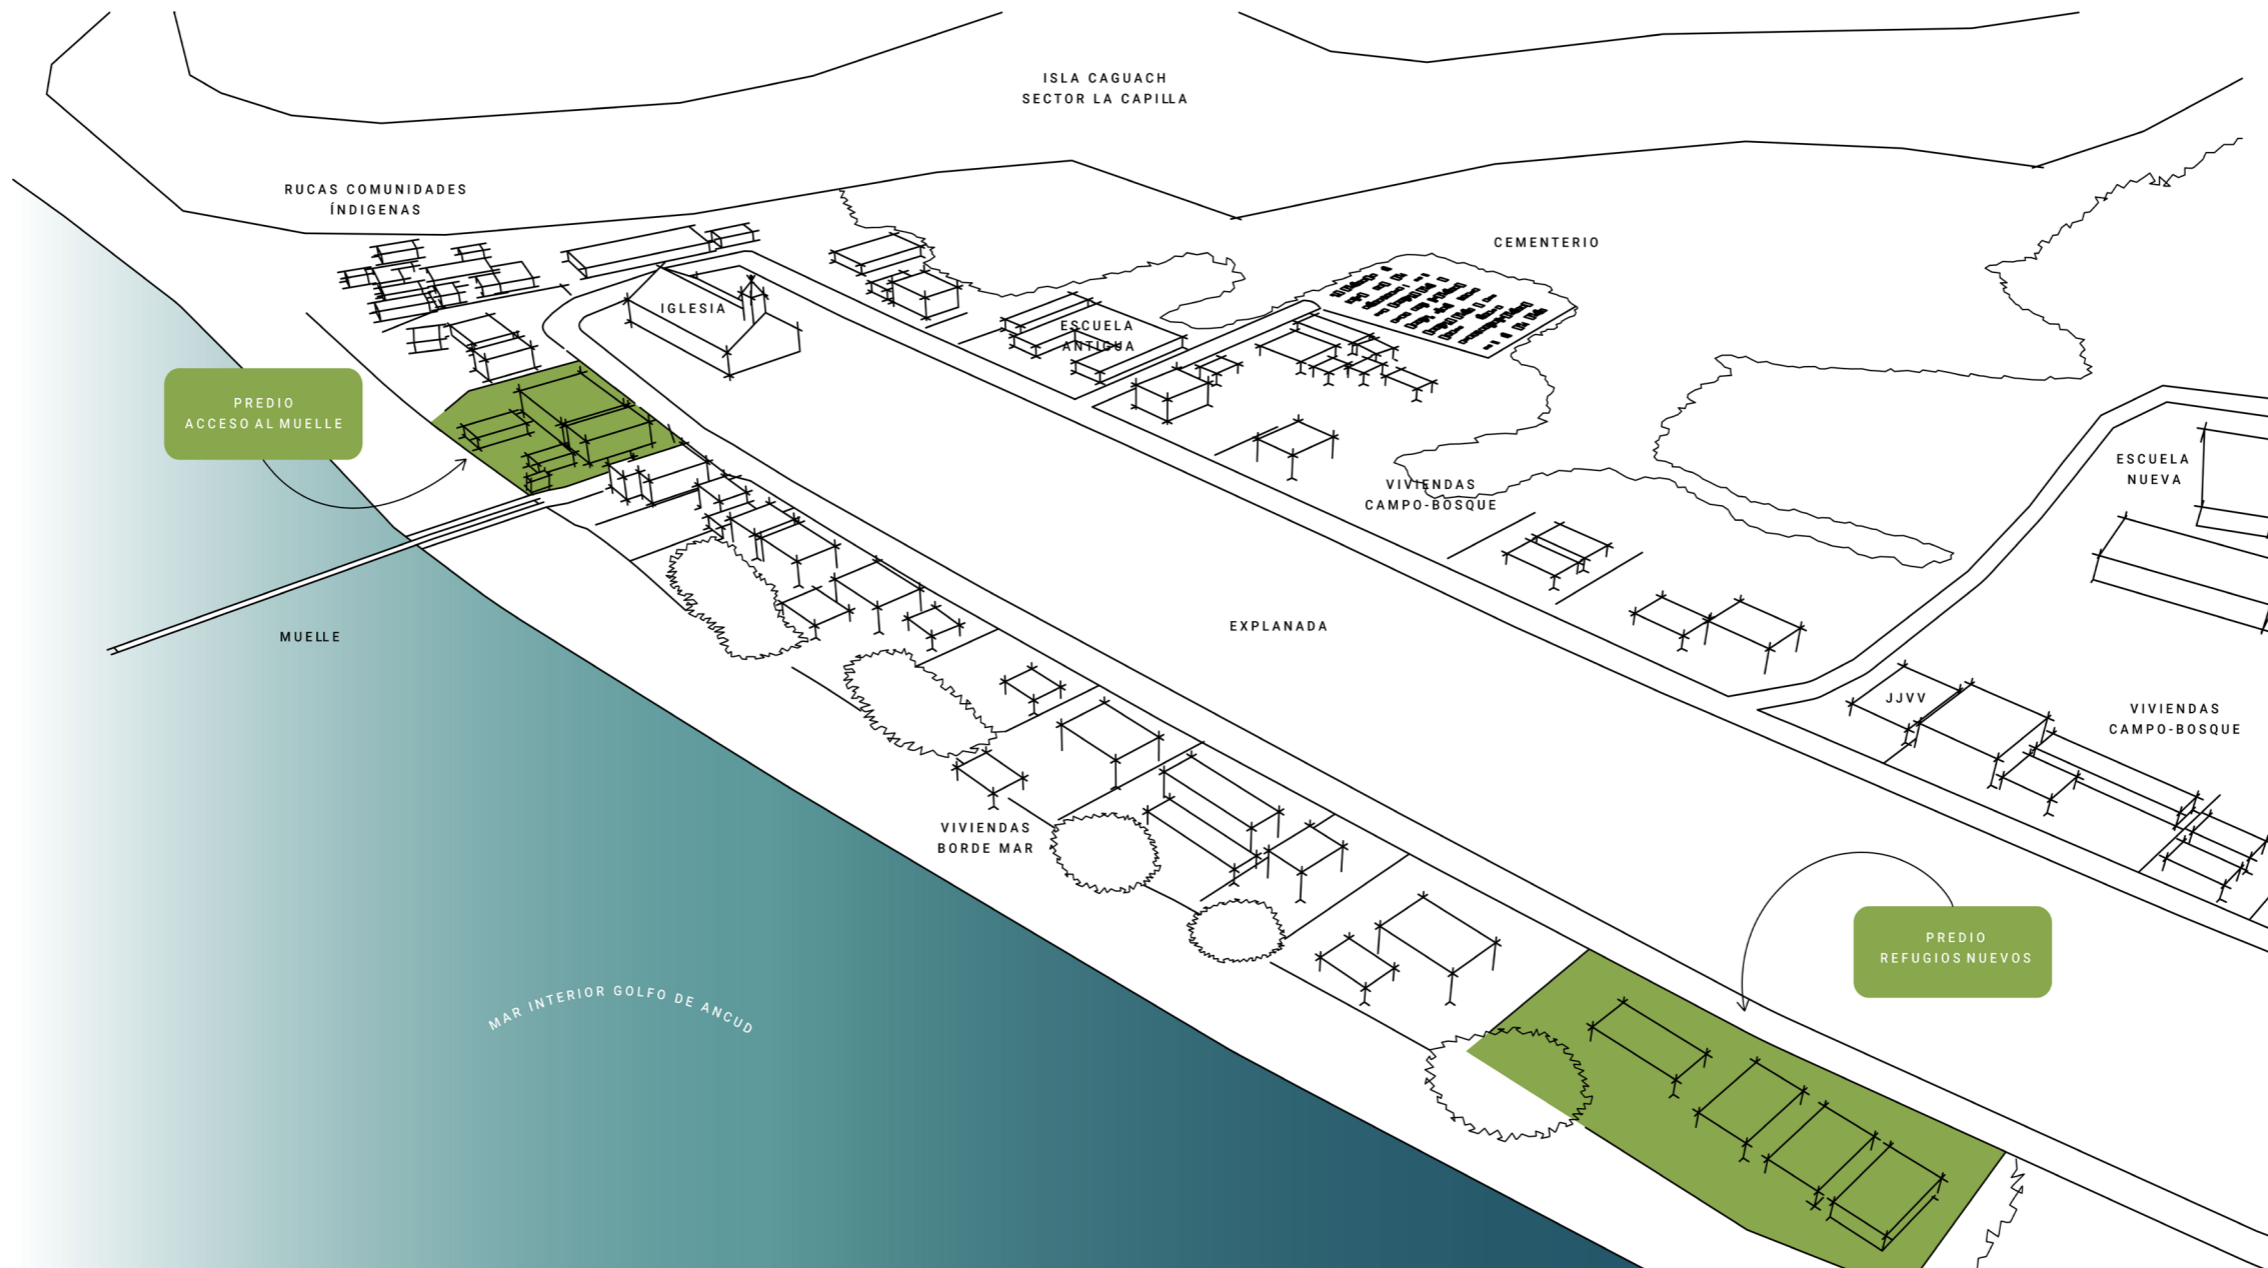 ISLA CAGUACH
SECTOR LA CAPILLA
RUCAS COMUNIDADES
ÍNDIGENAS
CEMENTERIO
IGLESIA
ESCUELA
ANTIGUA
PREDIO
ACCESO AL MUELLE
ESCUELA
NUEVA
VIVIENDAS
CAMPO-BOSQUE
MUELLE
EXPLANADA
JJVV
VIVIENDAS
CAMPO-BOSQUE
VIVIENDAS
BORDE MAR
PREDIO
REFUGIOS NUEVOS
MAR INTERIOR GOLFO DE ANCUD